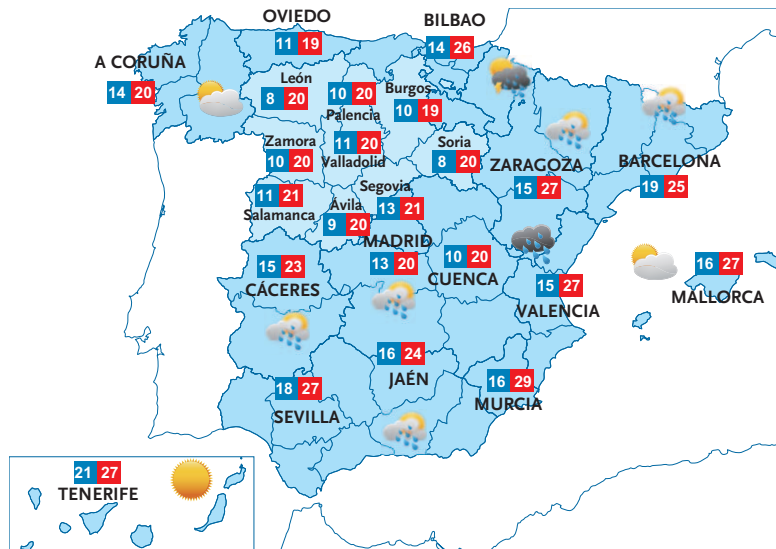 OVIEDO
11 19
BILBAO
14 26
A CORUÑA
14 20
León
8 20
10 20
Palencia
Burgos
10 19
Zamora
10 20
11 20
Valladolid
Soria
8 20
ZARAGOZA
15 27
BARCELONA
19 25
11 21
Salamanca
Ávila
9 20
Segovia
13 21
MADRID
13 20
10 20
CUENCA
15 23
CÁCERES
15 27
VALENCIA
16 27
MALLORCA
16 24
JAÉN
18 27
SEVILLA
16 29
MURCIA
21 27
TENERIFE